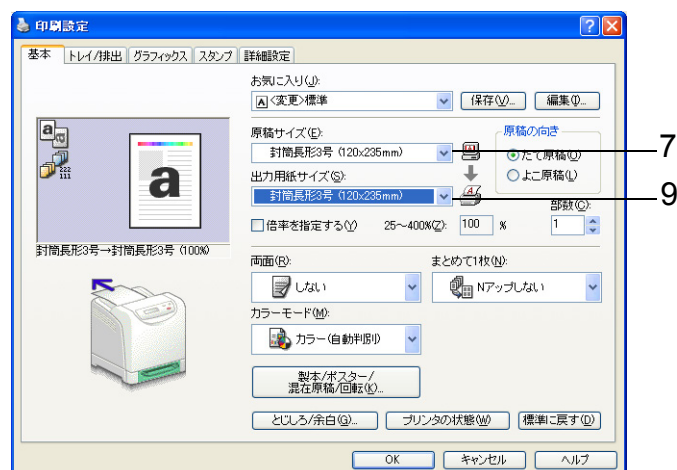 印刷設定
基本 トレイ/排出 グラフィックス スタンプ 詳細設定
お気に入り(J):
A <変更>標準 保存(V)... 編集(I)...
原稿サイズ(E):
封筒長形3号 (120x235mm)
原稿の向き
たて原稿(U)
よこ原稿(L)
7
出力用紙サイズ(S):
封筒長形3号 (120x235mm)
9
部数(C):
倍率を指定する(Y) 25～400%(Z): 100 % 1
a
a
222
111
a
封筒長形3号→封筒長形3号 (100%)
両面(R): まとめて1枚(N):
しない Nアップしない
カラーモード(M):
カラー(自動判別)
製本/ポスター/
混在原稿/回転(K)...
とじしろ/余白(G)... プリンタの状態(W) 標準に戻す(D)
OK キャンセル ヘルプ